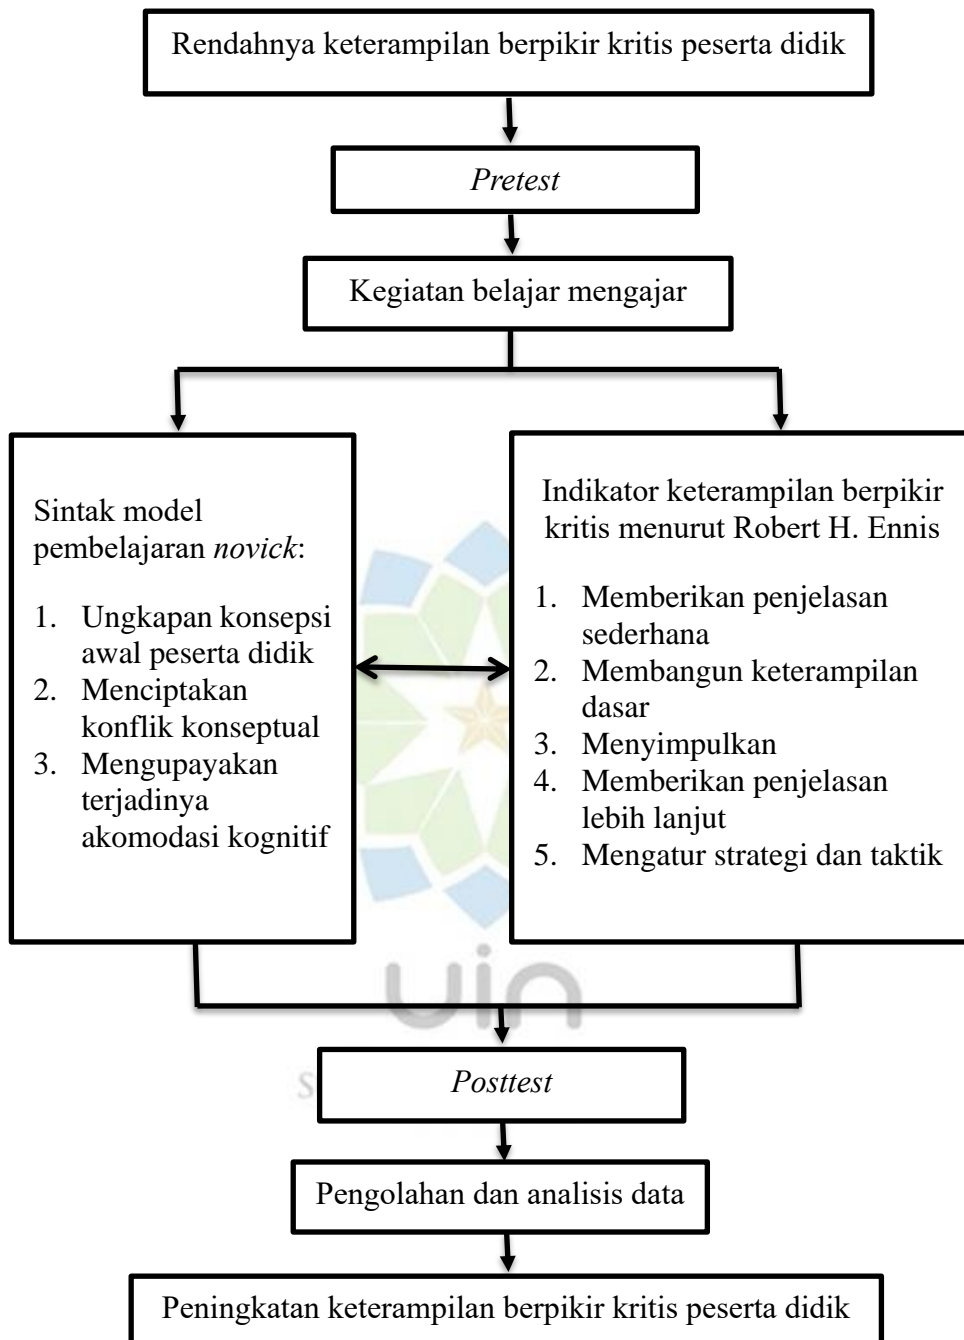 Rendahnya keterampilan berpikir kritis peserta didik
Pretest
Kegiatan belajar mengajar
Sintak model
pembelajaran novick:
1. Ungkapan konsepsi
awal peserta didik
2. Menciptakan
konflik konseptual
3. Mengupayakan
terjadinya
akomodasi kognitif
Indikator keterampilan berpikir
kritis menurut Robert H. Ennis
1. Memberikan penjelasan
sederhana
2. Membangun keterampilan
dasar
3. Menyimpulkan
4. Memberikan penjelasan
lebih lanjut
5. Mengatur strategi dan taktik
uin
Posttest
Pengolahan dan analisis data
Peningkatan keterampilan berpikir kritis peserta didik